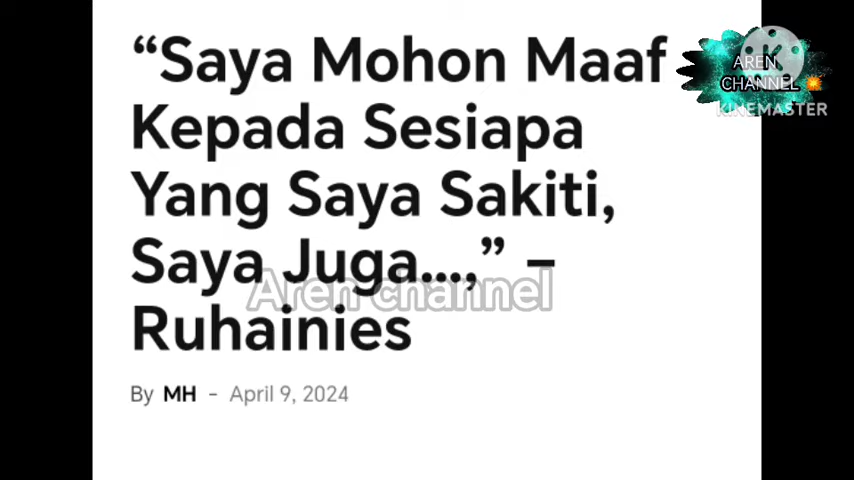 “Saya Mohon Maaf
Kepada Sesiapa
Yang Saya Sakiti,
Saya Juga...,” –
Ruhainies
By MH - April 9, 2024
Aren channel
AREN
CHANNEL
KINEMASTER